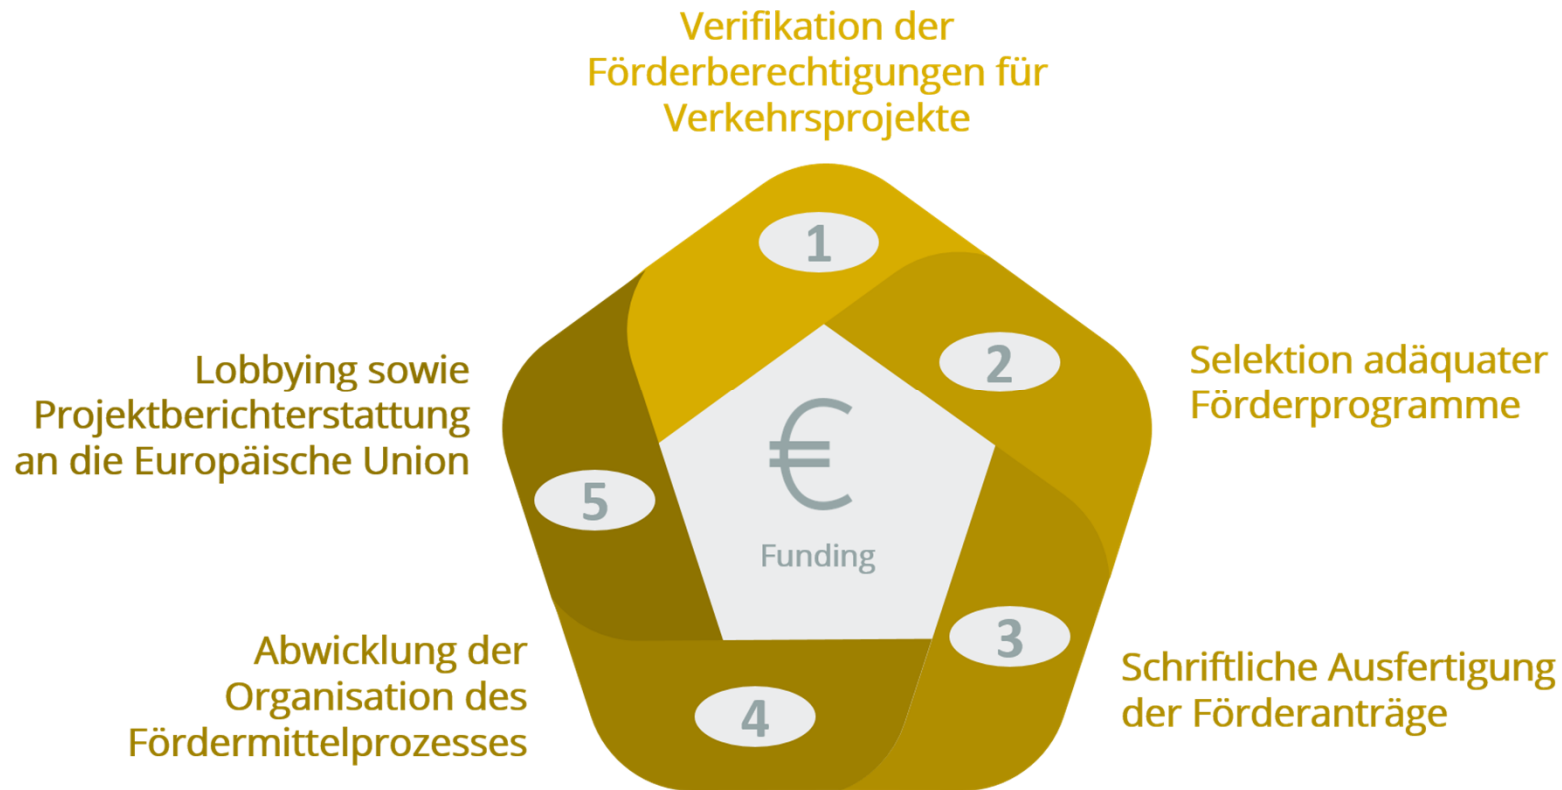 Verifikation der
Förderberechtigungen für
Verkehrsprojekte
1
2
Selektion adäquater
Förderprogramme
3
Schriftliche Ausfertigung
der Förderanträge
4
Abwicklung der
Organisation des
Fördermittelprozesses
5
Lobbying sowie
Projektberichterstattung
an die Europäische Union
€
Funding